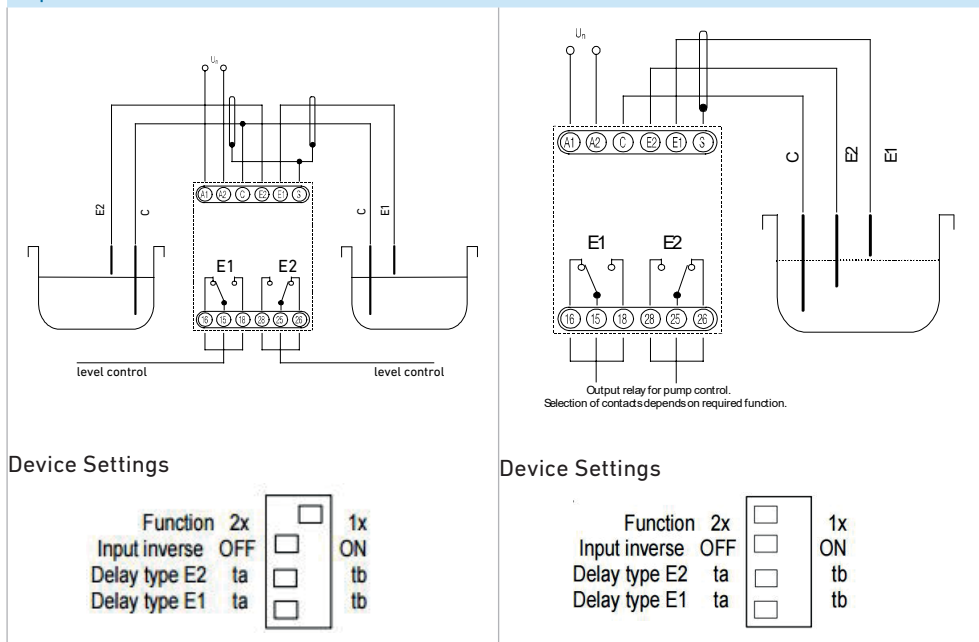 Un
E2
C
C
E1
A1 A2 C E2 E1 S
E1 E2
16 15 18 28 25 26
level control
level control
Device Settings
Function 2x 1x
Input inverse OFF ON
Delay type E2 ta tb
Delay type E1 ta tb
Un
A1 A2 C E2 E1 S
C
E2
E1
E1 E2
16 15 18 28 25 26
Output relay for pump control.
Selection of contacts depends on required function.
Device Settings
Function 2x 1x
Input inverse OFF ON
Delay type E2 ta tb
Delay type E1 ta tb